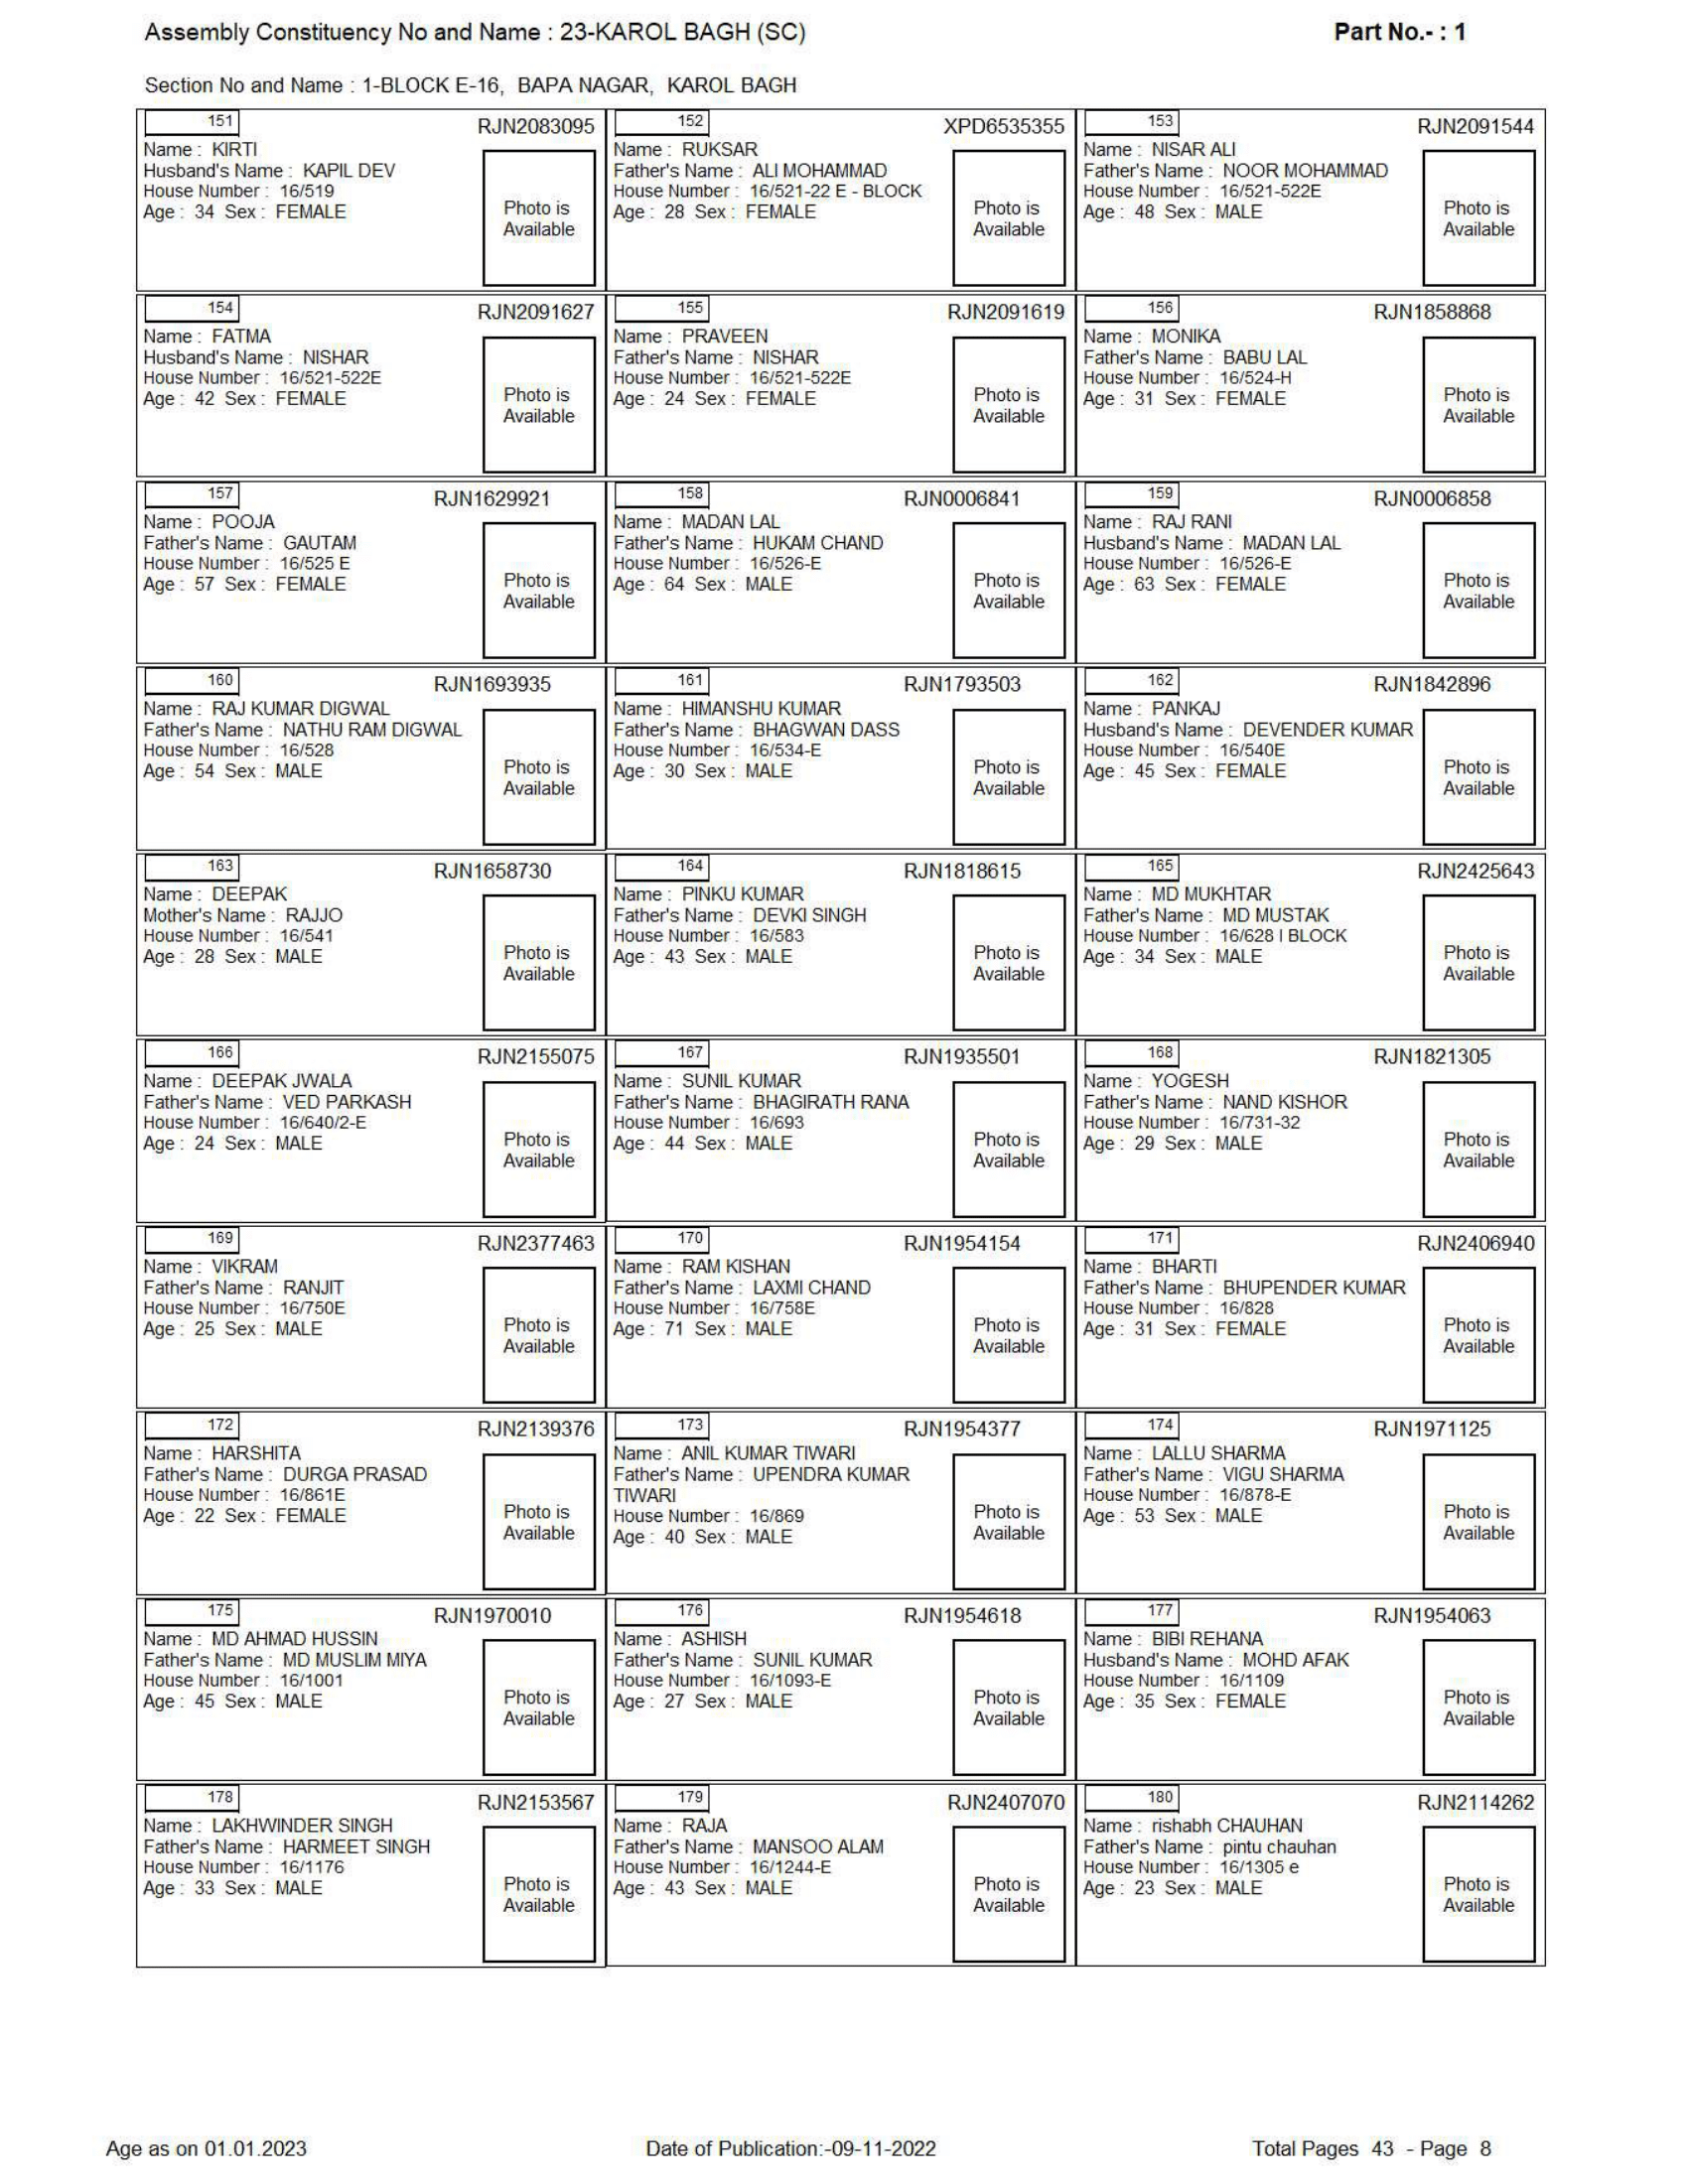 Assembly Constituency No and Name : 23-KAROL BAGH (SC)
Part No.- : 1
Section No and Name : 1-BLOCK E-16, BAPA NAGAR, KAROL BAGH
151
RJN2083095
Name : KIRTI
Husband's Name : KAPIL DEV
House Number : 16/519
Age : 34 Sex : FEMALE
Photo is
Available
152
XPD6535355
Name : RUKSAR
Father's Name : ALI MOHAMMAD
House Number : 16/521-22 E - BLOCK
Age : 28 Sex : FEMALE
Photo is
Available
153
RJN2091544
Name : NISAR ALI
Father's Name : NOOR MOHAMMAD
House Number : 16/521-522E
Age : 48 Sex : MALE
Photo is
Available
154
RJN2091627
Name : FATMA
Husband's Name : NISHAR
House Number : 16/521-522E
Age : 42 Sex : FEMALE
Photo is
Available
155
RJN2091619
Name : PRAVEEN
Father's Name : NISHAR
House Number : 16/521-522E
Age : 24 Sex : FEMALE
Photo is
Available
156
RJN1858868
Name : MONIKA
Father's Name : BABU LAL
House Number : 16/524-H
Age : 31 Sex : FEMALE
Photo is
Available
157
RJN1629921
Name : POOJA
Father's Name : GAUTAM
House Number : 16/525 E
Age : 57 Sex : FEMALE
Photo is
Available
158
RJN0006841
Name : MADAN LAL
Father's Name : HUKAM CHAND
House Number : 16/526-E
Age : 64 Sex : MALE
Photo is
Available
159
RJN0006858
Name : RAJ RANI
Husband's Name : MADAN LAL
House Number : 16/526-E
Age : 63 Sex : FEMALE
Photo is
Available
160
RJN1693935
Name : RAJ KUMAR DIGWAL
Father's Name : NATHU RAM DIGWAL
House Number : 16/528
Age : 54 Sex : MALE
Photo is
Available
161
RJN1793503
Name : HIMANSHU KUMAR
Father's Name : BHAGWAN DASS
House Number : 16/534-E
Age : 30 Sex : MALE
Photo is
Available
162
RJN1842896
Name : PANKAJ
Husband's Name : DEVENDER KUMAR
House Number : 16/540E
Age : 45 Sex : FEMALE
Photo is
Available
163
RJN1658730
Name : DEEPAK
Mother's Name : RAJJO
House Number : 16/541
Age : 28 Sex : MALE
Photo is
Available
164
RJN1818615
Name : PINKU KUMAR
Father's Name : DEVKI SINGH
House Number : 16/583
Age : 43 Sex : MALE
Photo is
Available
165
RJN2425643
Name : MD MUKHTAR
Father's Name : MD MUSTAK
House Number : 16/628 I BLOCK
Age : 34 Sex : MALE
Photo is
Available
166
RJN2155075
Name : DEEPAK JWALA
Father's Name : VED PARKASH
House Number : 16/640/2-E
Age : 24 Sex : MALE
Photo is
Available
167
RJN1935501
Name : SUNIL KUMAR
Father's Name : BHAGIRATH RANA
House Number : 16/693
Age : 44 Sex : MALE
Photo is
Available
168
RJN1821305
Name : YOGESH
Father's Name : NAND KISHOR
House Number : 16/731-32
Age : 29 Sex : MALE
Photo is
Available
169
RJN2377463
Name : VIKRAM
Father's Name : RANJIT
House Number : 16/750E
Age : 25 Sex : MALE
Photo is
Available
170
RJN1954154
Name : RAM KISHAN
Father's Name : LAXMI CHAND
House Number : 16/758E
Age : 71 Sex : MALE
Photo is
Available
171
RJN2406940
Name : BHARTI
Father's Name : BHUPENDER KUMAR
House Number : 16/828
Age : 31 Sex : FEMALE
Photo is
Available
172
RJN2139376
Name : HARSHITA
Father's Name : DURGA PRASAD
House Number : 16/861E
Age : 22 Sex : FEMALE
Photo is
Available
173
RJN1954377
Name : ANIL KUMAR TIWARI
Father's Name : UPENDRA KUMAR
TIWARI
House Number : 16/869
Age : 40 Sex : MALE
Photo is
Available
174
RJN1971125
Name : LALLU SHARMA
Father's Name : VIGU SHARMA
House Number : 16/878-E
Age : 53 Sex : MALE
Photo is
Available
175
RJN1970010
Name : MD AHMAD HUSSIN
Father's Name : MD MUSLIM MIYA
House Number : 16/1001
Age : 45 Sex : MALE
Photo is
Available
176
RJN1954618
Name : ASHISH
Father's Name : SUNIL KUMAR
House Number : 16/1093-E
Age : 27 Sex : MALE
Photo is
Available
177
RJN1954063
Name : BIBI REHANA
Husband's Name : MOHD AFAK
House Number : 16/1109
Age : 35 Sex : FEMALE
Photo is
Available
178
RJN2153567
Name : LAKHWINDER SINGH
Father's Name : HARMEET SINGH
House Number : 16/1176
Age : 33 Sex : MALE
Photo is
Available
179
RJN2407070
Name : RAJA
Father's Name : MANSOO ALAM
House Number : 16/1244-E
Age : 43 Sex : MALE
Photo is
Available
180
RJN2114262
Name : rishabh CHAUHAN
Father's Name : pintu chauhan
House Number : 16/1305 e
Age : 23 Sex : MALE
Photo is
Available
Age as on 01.01.2023
Date of Publication:-09-11-2022
Total Pages 43 - Page 8